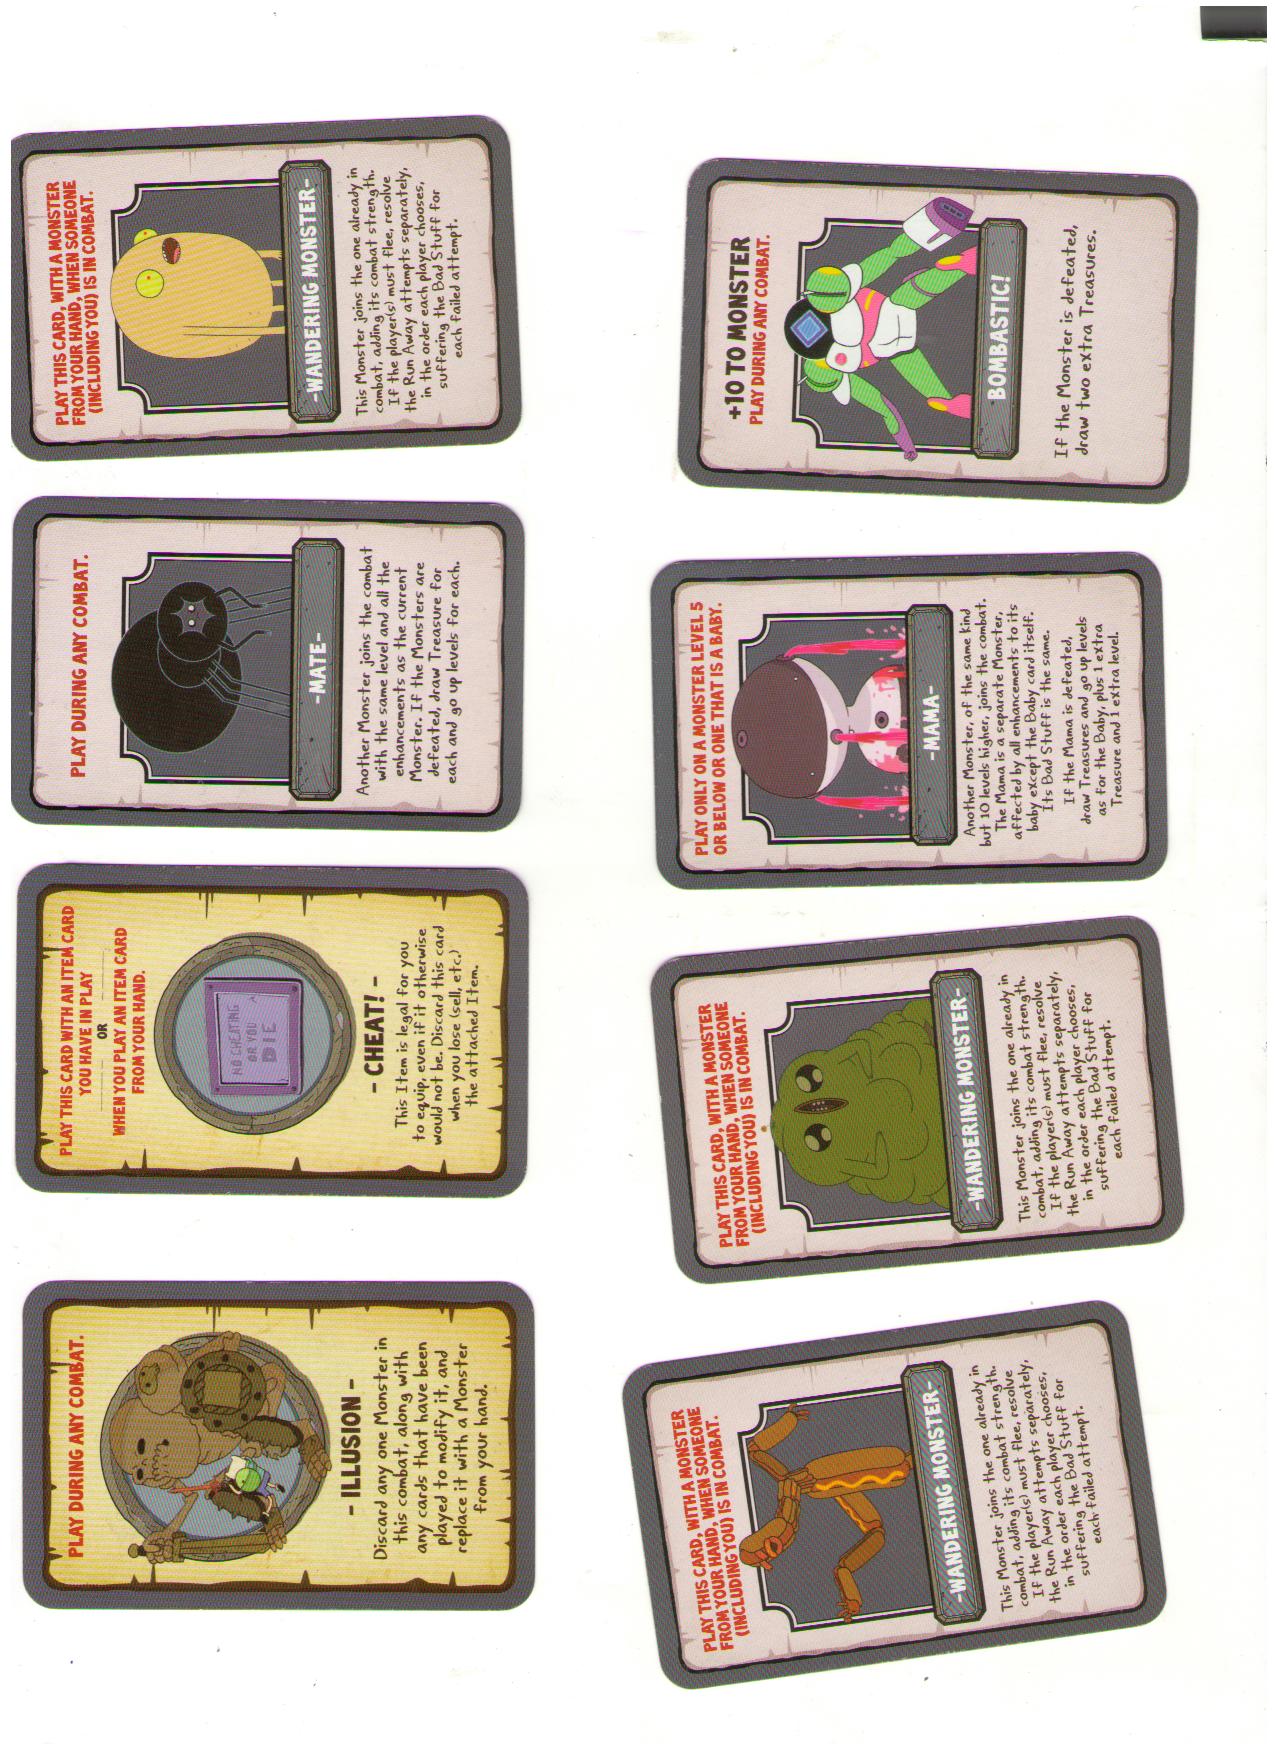 PLAY DURING ANY COMBAT.
- ILLUSION -
Discard any one Monster in
this combat, along with
any cards that have been
played to modify it, and
replace it with a Monster
from your hand.
PLAY THIS CARD WITH AN ITEM CARD
YOU HAVE IN PLAY
OR
WHEN YOU PLAY AN ITEM CARD
FROM YOUR HAND.
NO CHEATING
OR YOU
DIE
- CHEAT! -
This Item is legal for you
to equip, even if it otherwise
would not be. Discard this card
when you lose (sell, etc.)
the attached Item.
PLAY DURING ANY COMBAT.
-MATE-
Another Monster joins the combat
with the same level and all the
enhancements as the current
Monster. If the Monsters are
defeated, draw Treasure for
each and go up levels for each.
PLAY THIS CARD, WITH A MONSTER
FROM YOUR HAND, WHEN SOMEONE
(INCLUDING YOU) IS IN COMBAT.
-WANDERING MONSTER-
This Monster joins the one already in
combat, adding its combat strength.
If the player(s) must flee, resolve
the Run Away attempts separately,
in the order each player chooses,
suffering the Bad Stuff for
each failed attempt.
PLAY THIS CARD, WITH A MONSTER
FROM YOUR HAND, WHEN SOMEONE
(INCLUDING YOU) IS IN COMBAT.
-WANDERING MONSTER-
This Monster joins the one already in
combat, adding its combat strength.
If the player(s) must flee, resolve
the Run Away attempts separately,
in the order each player chooses,
suffering the Bad Stuff for
each failed attempt.
PLAY THIS CARD, WITH A MONSTER
FROM YOUR HAND, WHEN SOMEONE
(INCLUDING YOU) IS IN COMBAT.
-WANDERING MONSTER-
This Monster joins the one already in
combat, adding its combat strength.
If the player(s) must flee, resolve
the Run Away attempts separately,
in the order each player chooses,
suffering the Bad Stuff for
each failed attempt.
PLAY ONLY ON A MONSTER LEVEL 5
OR BELOW OR ONE THAT IS A BABY.
-MAMA-
Another Monster, of the same kind
but 10 levels higher, joins the combat.
The Mama is a separate Monster,
affected by all enhancements to its
baby except the Baby card itself.
Its Bad Stuff is the same.
If the Mama is defeated,
draw Treasures and go up levels
as for the Baby, plus 1 extra
Treasure and 1 extra level.
+10 TO MONSTER
PLAY DURING ANY COMBAT.
BOMBASTIC!
If the Monster is defeated,
draw two extra Treasures.